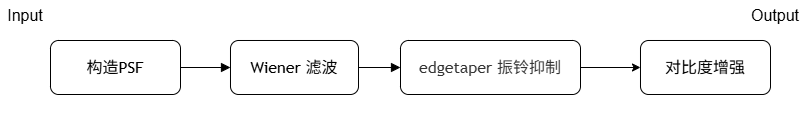 Input
Output
构造PSF
Wiener 滤波
edgetaper 振铃抑制
对比度增强